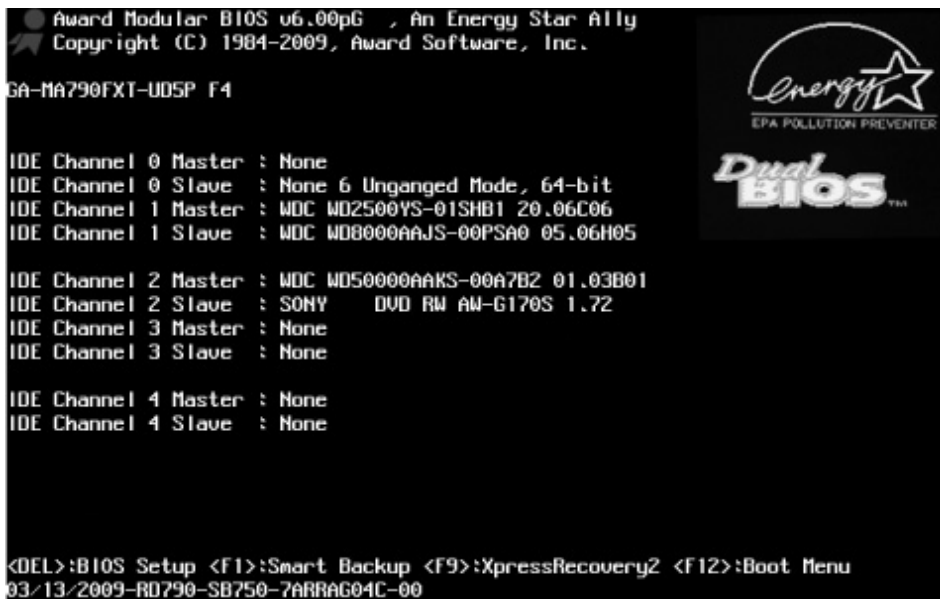 Award Modular BIOS v6.00pG , An Energy Star Ally
Copyright (C) 1984-2009, Award Software, Inc.
GA-MA790FXT-UD5P F4
energy
EPA POLLUTION PREVENTER
Dual
BIOS TM
IDE Channel 0 Master : None
IDE Channel 0 Slave : None 6 Unganged Mode, 64-bit
IDE Channel 1 Master : WDC WD2500YS-01SHB1 20.06C06
IDE Channel 1 Slave : WDC WD8000AAJS-00PSA0 05.06H05
IDE Channel 2 Master : WDC WD50000AAKS-00A7B2 01.03B01
IDE Channel 2 Slave : SONY DVD RW AW-G170S 1.72
IDE Channel 3 Master : None
IDE Channel 3 Slave : None
IDE Channel 4 Master : None
IDE Channel 4 Slave : None
<DEL>:BIOS Setup <F1>:Smart Backup <F9>:XpressRecovery2 <F12>:Boot Menu
03/13/2009-RD790-SB750-7ARRAG04C-00